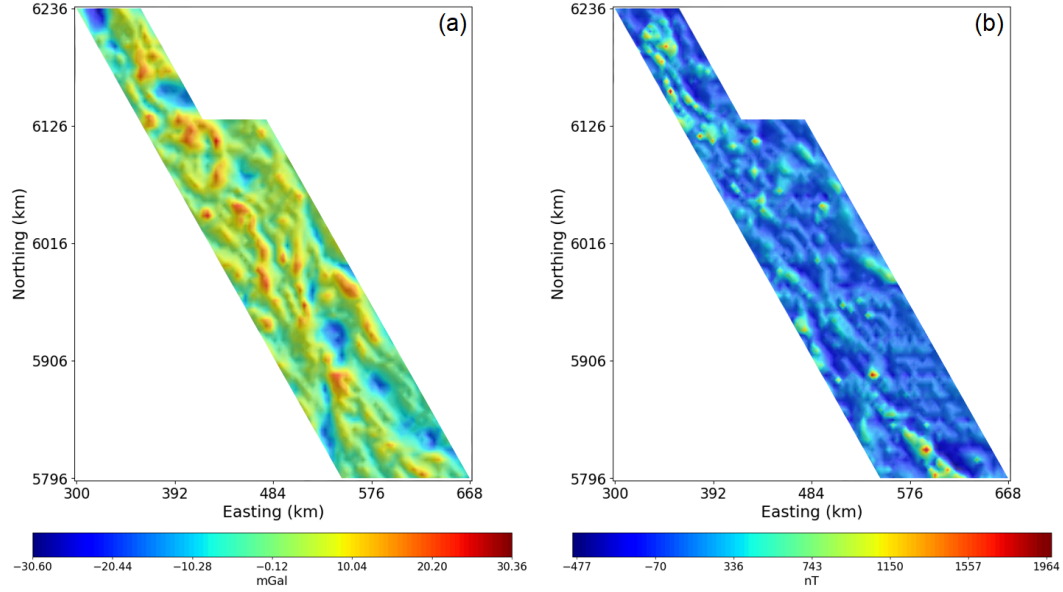 (a)
6236
6126
6016
5906
5796
Northing (km)
300 392 484 576 668
Easting (km)
−30.60 −20.44 −10.28 −0.12 10.04 20.20 30.36
mGal
(b)
6236
6126
6016
5906
5796
Northing (km)
300 392 484 576 668
Easting (km)
−477 −70 336 743 1150 1557 1964
nT